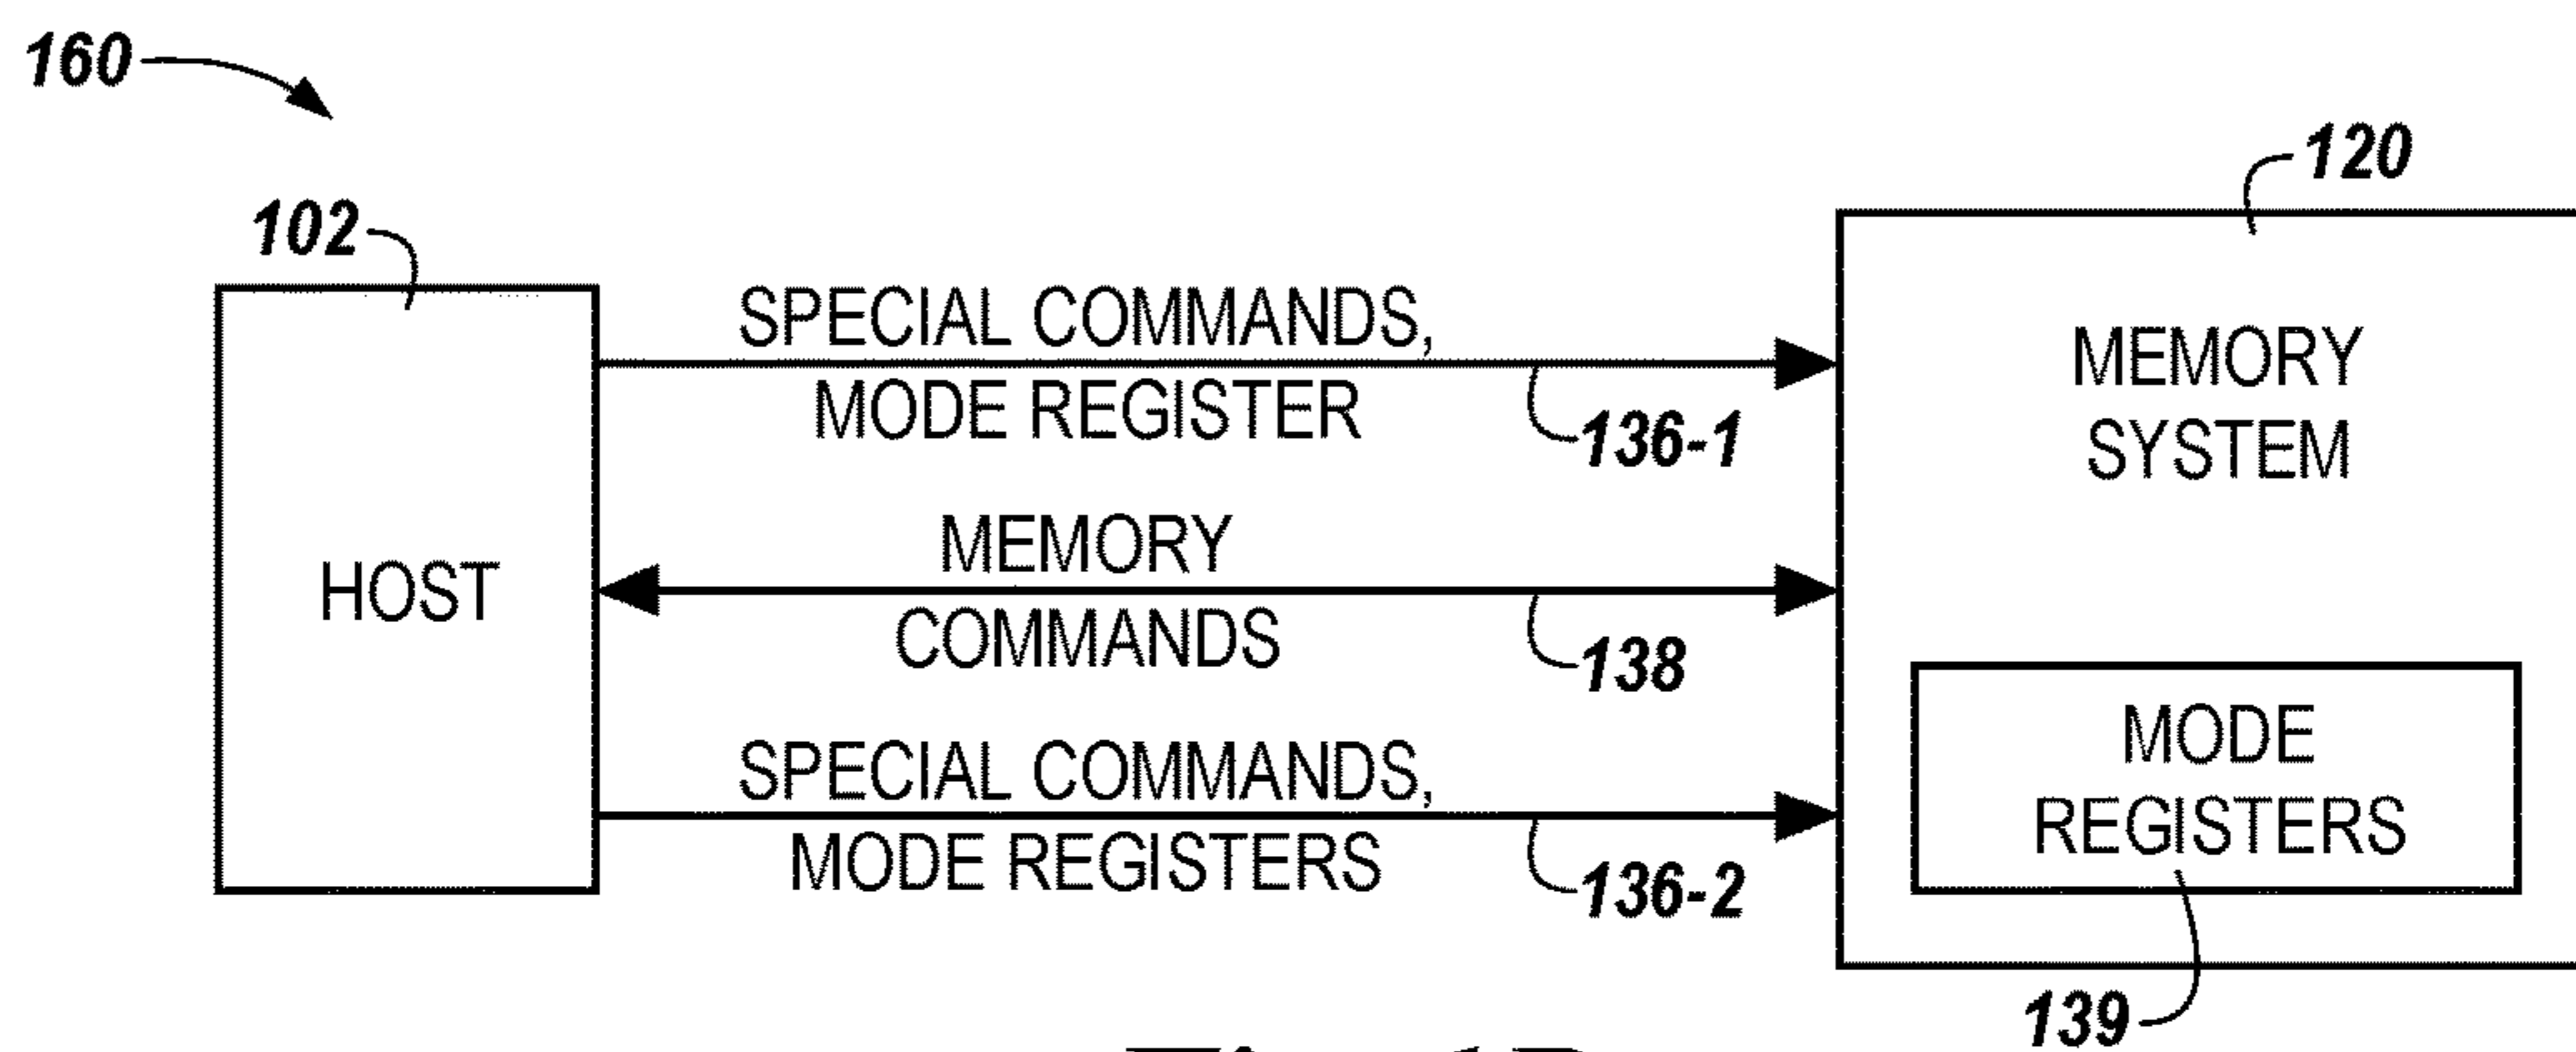 160
120
102
SPECIAL COMMANDS,
MODE REGISTER
136-1
MEMORY
SYSTEM
HOST
MEMORY
COMMANDS
138
SPECIAL COMMANDS,
MODE REGISTERS
136-2
MODE
REGISTERS
139